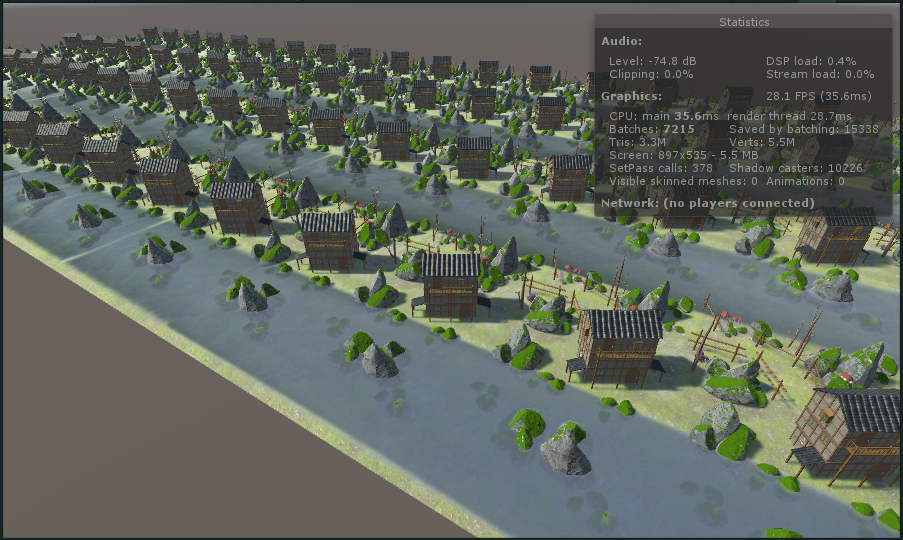 Statistics
Audio:
Level: -74.8 dB DSP load: 0.4%
Clipping: 0.0% Stream load: 0.0%
Graphics: 28.1 FPS (35.6ms)
CPU: main 35.6ms render thread 28.7ms
Batches: 7215 Saved by batching: 15338
Tris: 3.3M Verts: 5.5M
Screen: 897x535 - 5.5 MB
SetPass calls: 378 Shadow casters: 10226
Visible skinned meshes: 0 Animations: 0
Network: (no players connected)